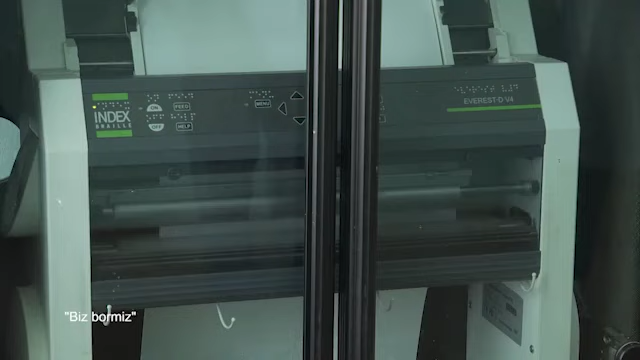 INDEX
BRAILLE
ON
FEED
OFF
HELP
MENU
EVEREST-D V4
"Biz bormiz"